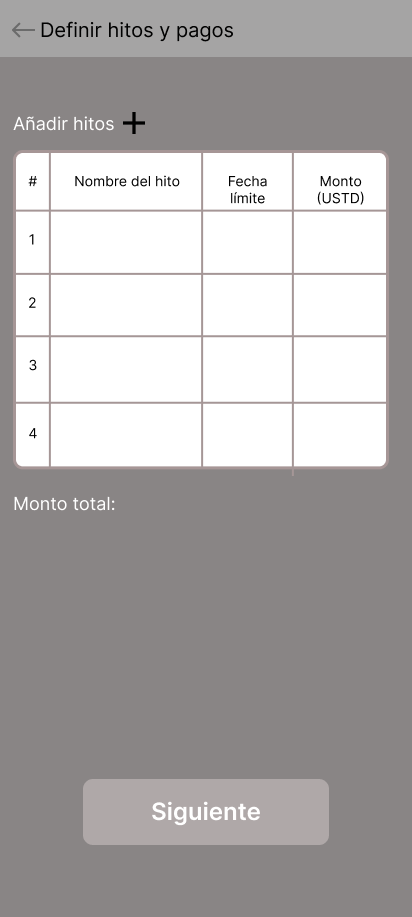 Definir hitos y pagos
Añadir hitos
# Nombre del hito Fecha límite Monto (USTD)
1
2
3
4
Monto total:
Siguiente